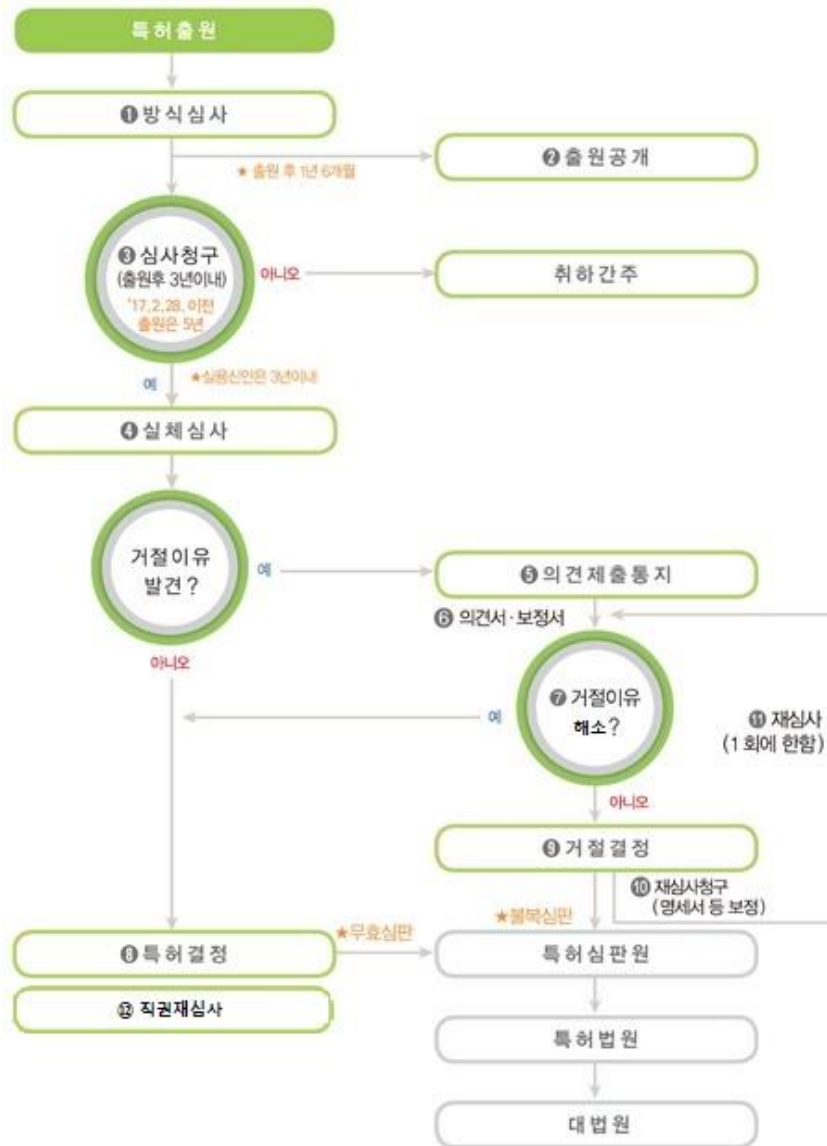 특허출원
❶ 방식심사
★ 출원 후 1년 6개월
❷ 출원공개
❸ 심사청구
(출원후 3년이내)
'17.2.28. 이전
출원은 5년
아니오
취하간주
예
★실용신안은 3년이내
❹ 실체심사
거절이유
발견?
예
❺ 의견제출통지
❻ 의견서·보정서
아니오
❼ 거절이유
해소?
예
⓫ 재심사
(1회에 한함)
아니오
❾ 거절결정
❿ 재심사청구
(명세서 등 보정)
★불복심판
❽ 특허결정
★무효심판
특허심판원
⑫ 직권재심사
특허법원
대법원